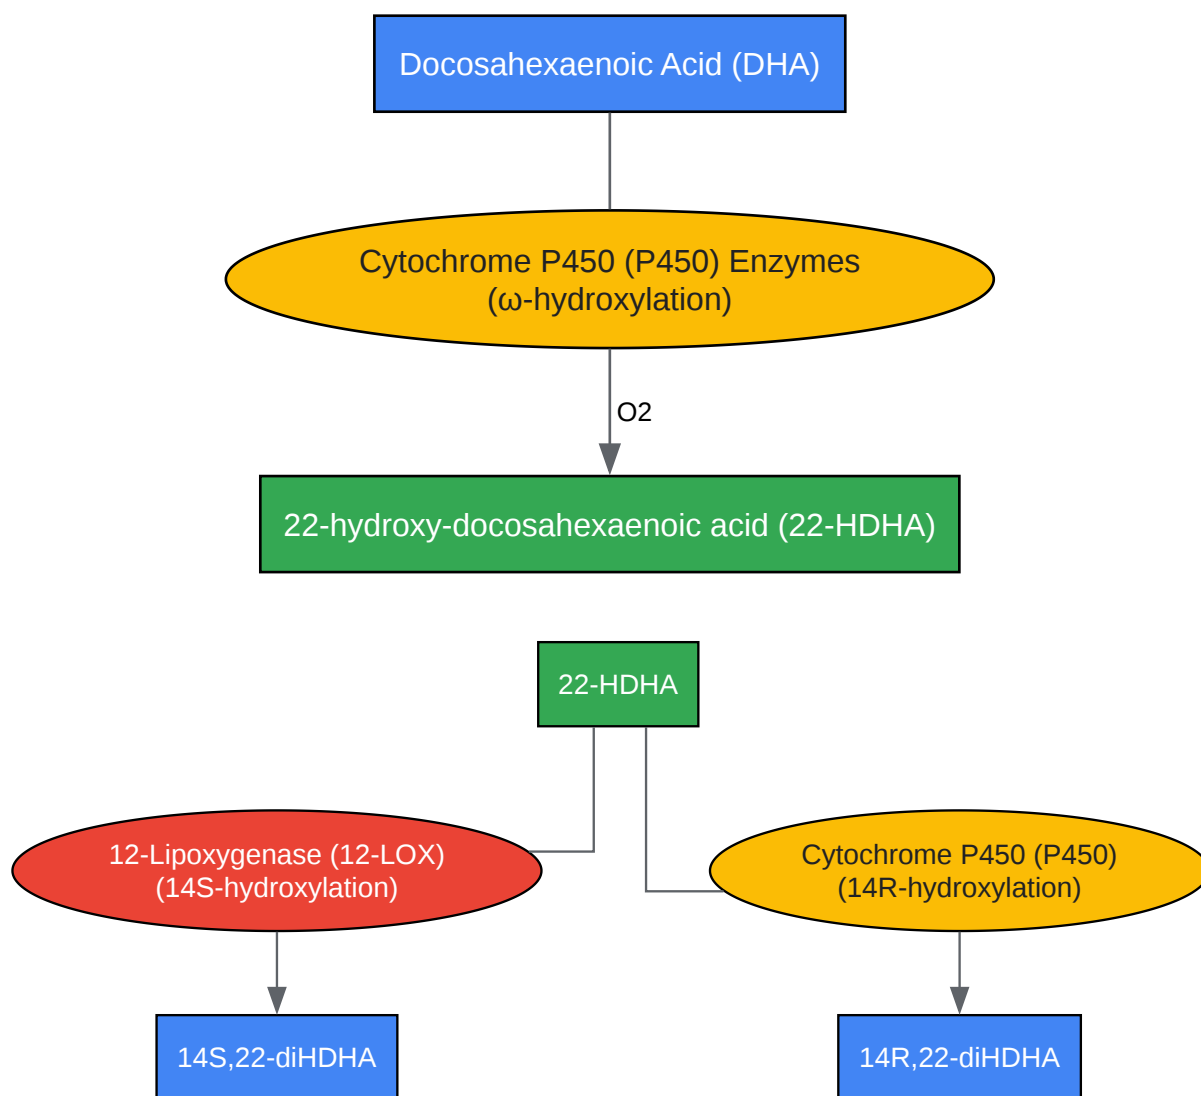 Docosahexaenoic Acid (DHA)
Cytochrome P450 (P450) Enzymes
(ω-hydroxylation)
O2
22-hydroxy-docosahexaenoic acid (22-HDHA)
22-HDHA
12-Lipoxygenase (12-LOX)
(14S-hydroxylation)
Cytochrome P450 (P450)
(14R-hydroxylation)
14S,22-diHDHA
14R,22-diHDHA